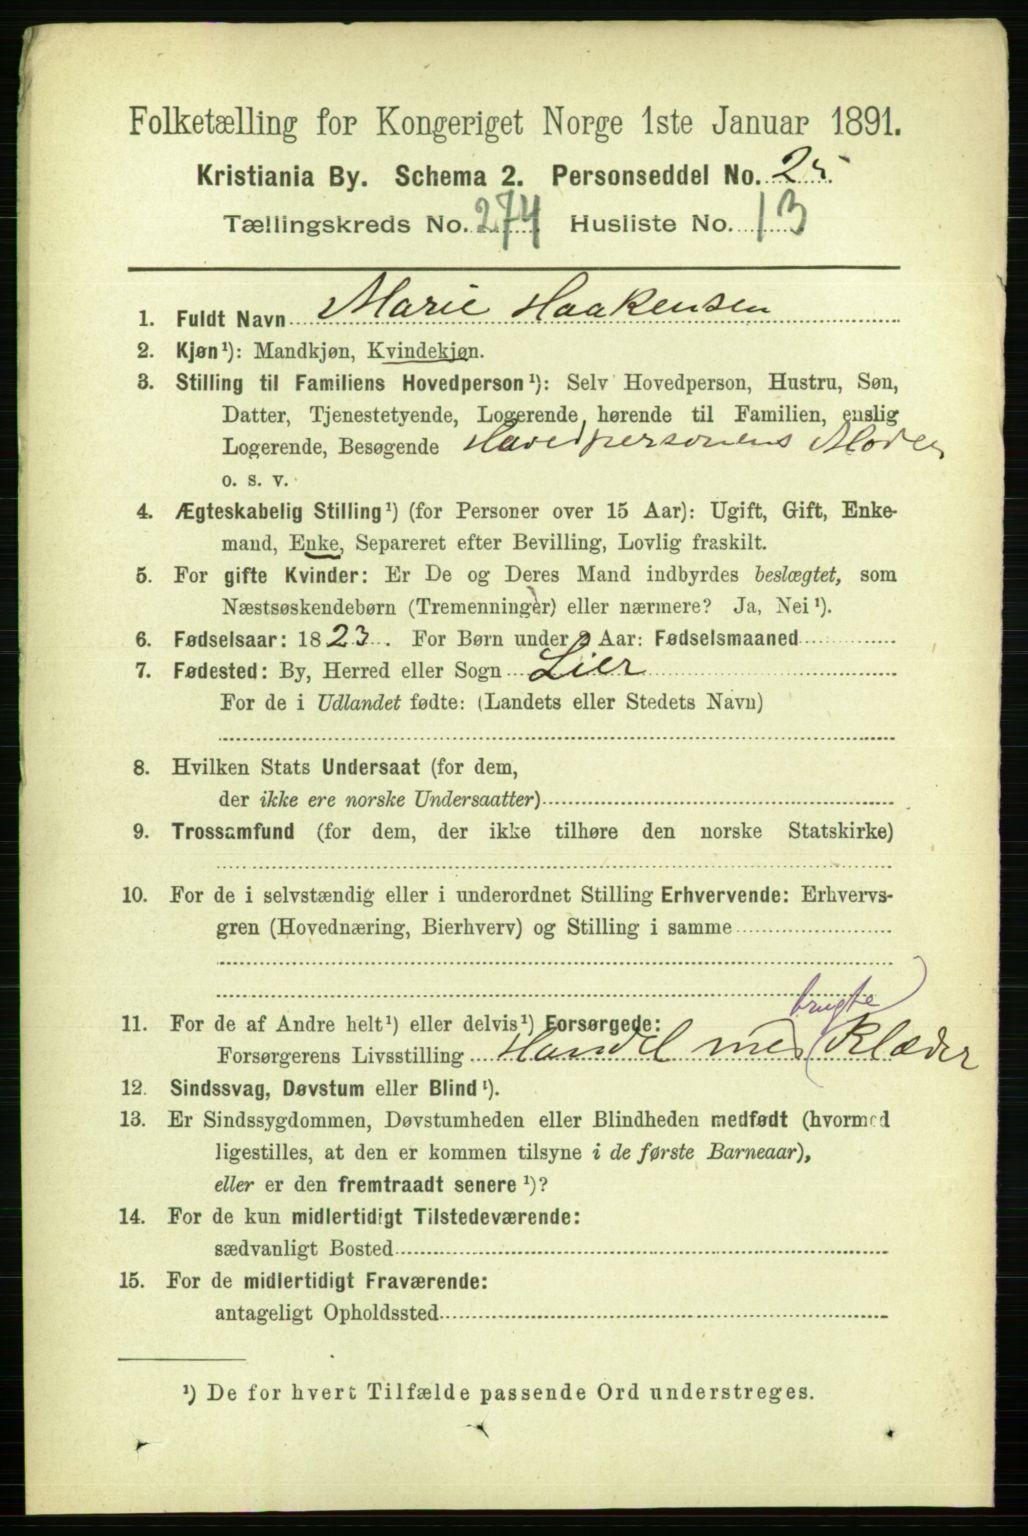 Folketælling for Kongeriget Norge 1ste Januar 1891.
Kristiania By. Schema 2. Personseddel No. 25
Tællingskreds No. 274 Husliste No. 13
1. Fuldt Navn Marie Haakensen
2. Kjøn¹): Mandkjøn, Kvindekjøn.
3. Stilling til Familiens Hovedperson¹): Selv Hovedperson, Hustru, Søn,
Datter, Tjenestetyende, Logerende hørende til Familien, enslig
Logerende, Besøgende Hovedpersonens Moder
o. s. v.
4. Ægteskabelig Stilling¹) (for Personer over 15 Aar): Ugift, Gift, Enke-
mand, Enke, Separeret efter Bevilling, Lovlig fraskilt.
5. For gifte Kvinder: Er De og Deres Mand indbyrdes beslægtet, som
Næstsøskendebørn (Tremenninger) eller nærmere? Ja, Nei¹).
6. Fødselsaar: 1823. For Børn under 2 Aar: Fødselsmaaned
7. Fødested: By, Herred eller Sogn Lier
For de i Udlandet fødte: (Landets eller Stedets Navn)
8. Hvilken Stats Undersaat (for dem,
der ikke ere norske Undersaatter)
9. Trossamfund (for dem, der ikke tilhøre den norske Statskirke)
10. For de i selvstændig eller i underordnet Stilling Erhvervende: Erhvervs-
gren (Hovednæring, Bierhverv) og Stilling i samme
brugte
11. For de af Andre helt¹) eller delvis¹) Forsørgede:
Forsørgerens Livsstilling Handel med Klæder
12. Sindssvag, Døvstum eller Blind¹).
13. Er Sindssygdommen, Døvstumheden eller Blindheden medfødt (hvormed
ligestilles, at den er kommen tilsyne i de første Barneaar),
eller er den fremtraadt senere¹)?
14. For de kun midlertidigt Tilstedeværende:
sædvanligt Bosted
15. For de midlertidigt Fraværende:
antageligt Opholdssted
¹) De for hvert Tilfælde passende Ord understreges.